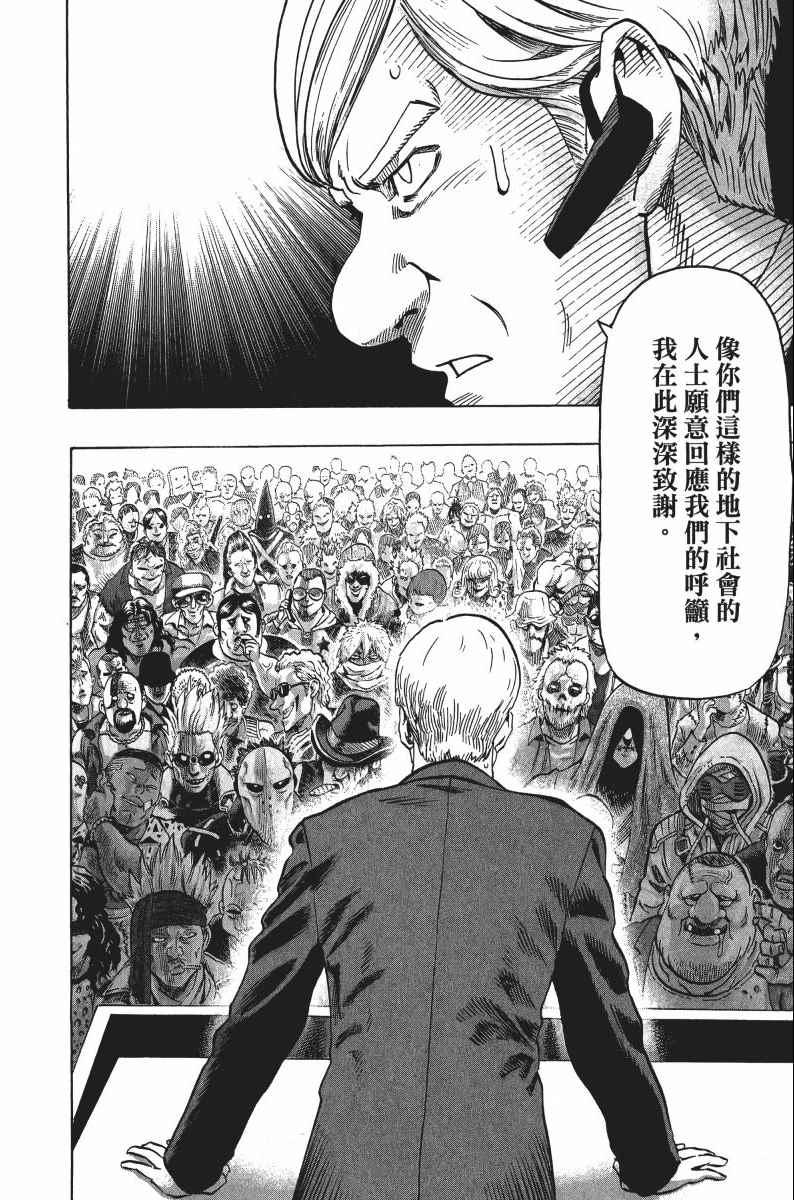 像你們這樣的地下社會的
人士願意回應我們的呼籲，
我在此深深致謝。